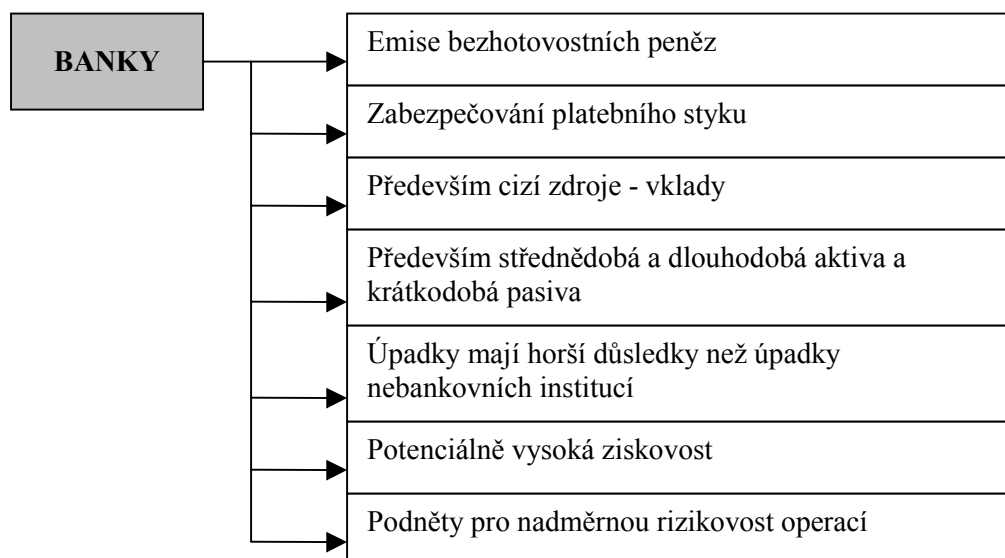 BANKY
Emise bezhotovostních peněz
Zabezpečování platebního styku
Především cizí zdroje - vklady
Především střednědobá a dlouhodobá aktiva a
krátkodobá pasiva
Úpadky mají horší důsledky než úpadky
nebankovních institucí
Potenciálně vysoká ziskovost
Podněty pro nadměrnou rizikovost operací